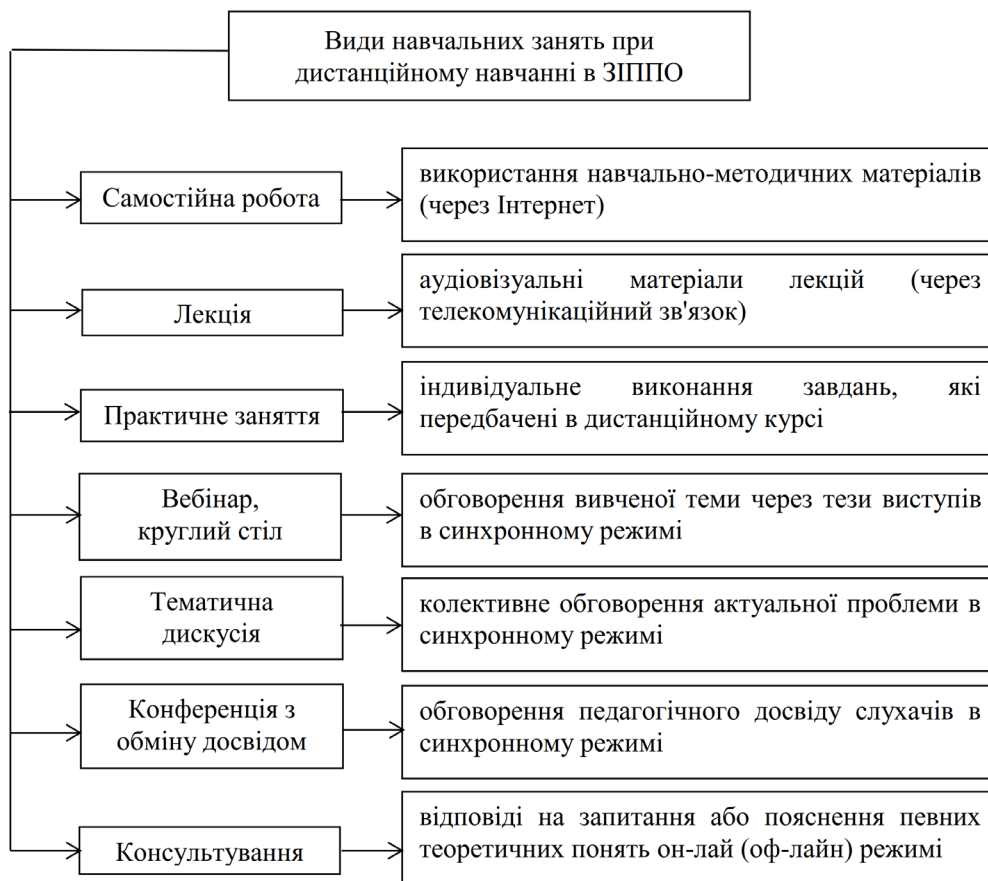 Види навчальних занять при
дистанційному навчанні в ЗІППО
Самостійна робота
використання навчально-методичних матеріалів
(через Інтернет)
Лекція
аудіовізуальні матеріали лекцій (через
телекомунікаційний зв'язок)
Практичне заняття
індивідуальне виконання завдань, які
передбачені в дистанційному курсі
Вебінар,
круглий стіл
обговорення вивченої теми через тези виступів
в синхронному режимі
Тематична
дискусія
колективне обговорення актуальної проблеми в
синхронному режимі
Конференція з
обміну досвідом
обговорення педагогічного досвіду слухачів в
синхронному режимі
Консультування
відповіді на запитання або пояснення певних
теоретичних понять он-лай (оф-лайн) режимі